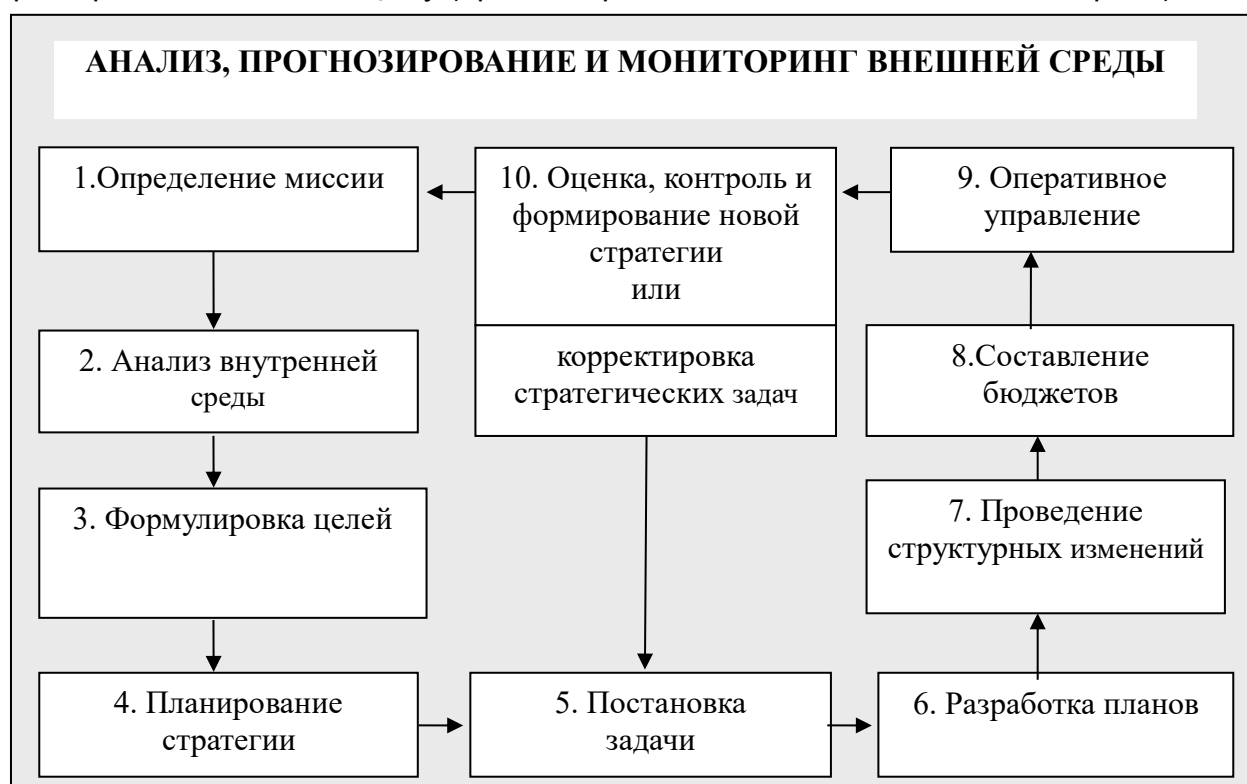 АНАЛИЗ, ПРОГНОЗИРОВАНИЕ И МОНИТОРИНГ ВНЕШНЕЙ СРЕДЫ
1.Определение миссии
2. Анализ внутренней
среды
3. Формулировка целей
4. Планирование
стратегии
5. Постановка
задачи
6. Разработка планов
7. Проведение
структурных изменений
8.Составление
бюджетов
9. Оперативное
управление
10. Оценка, контроль и
формирование новой
стратегии
или
корректировка
стратегических задач